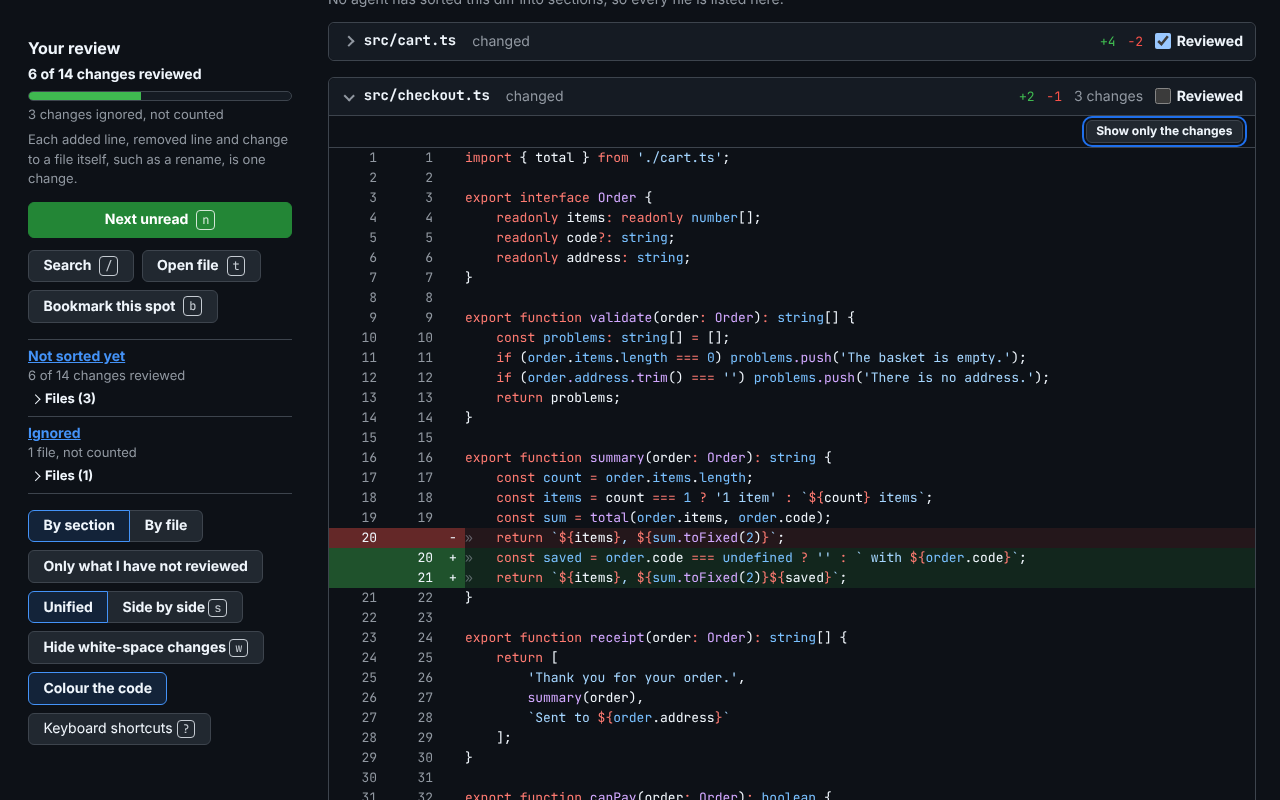 No agent has sorted this diff into sections, so every file is listed here.
Your review
6 of 14 changes reviewed
3 changes ignored, not counted
Each added line, removed line and change
to a file itself, such as a rename, is one
change.
Next unread n
Search / Open file t
Bookmark this spot b
Not sorted yet
6 of 14 changes reviewed
Files (3)
Ignored
1 file, not counted
Files (1)
By section By file
Only what I have not reviewed
Unified Side by side s
Hide white-space changes w
Colour the code
Keyboard shortcuts ?
src/cart.ts changed +4 -2 Reviewed
src/checkout.ts changed +2 -1 3 changes Reviewed
Show only the changes
1 1 import { total } from './cart.ts';
2 2
3 3 export interface Order {
4 4     readonly items: readonly number[];
5 5     readonly code?: string;
6 6     readonly address: string;
7 7 }
8 8
9 9 export function validate(order: Order): string[] {
10 10     const problems: string[] = [];
11 11     if (order.items.length === 0) problems.push('The basket is empty.');
12 12     if (order.address.trim() === '') problems.push('There is no address.');
13 13     return problems;
14 14 }
15 15
16 16 export function summary(order: Order): string {
17 17     const count = order.items.length;
18 18     const items = count === 1 ? '1 item' : `${count} items`;
19 19     const sum = total(order.items, order.code);
20 - »   return `${items}, ${sum.toFixed(2)}`;
20 + »   const saved = order.code === undefined ? '' : ` with ${order.code}`;
21 + »   return `${items}, ${sum.toFixed(2)}${saved}`;
21 22 }
22 23
23 24 export function receipt(order: Order): string[] {
24 25     return [
25 26         'Thank you for your order.',
26 27         summary(order),
27 28         `Sent to ${order.address}`
28 29     ];
29 30 }
30 31
31 32 export function canPay(order: Order): boolean {